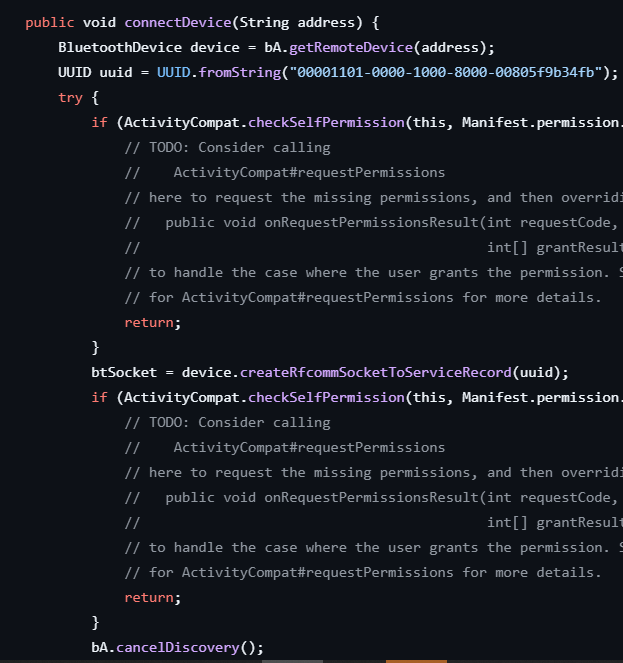 public void connectDevice(String address) {
BluetoothDevice device = bA.getRemoteDevice(address);
UUID uuid = UUID.fromString("00001101-0000-1000-8000-00805f9b34fb");
try {
if (ActivityCompat.checkSelfPermission(this, Manifest.permission.
// TODO: Consider calling
//    ActivityCompat#requestPermissions
// here to request the missing permissions, and then overridi
//   public void onRequestPermissionsResult(int requestCode,
//                                          int[] grantResult
// to handle the case where the user grants the permission. S
// for ActivityCompat#requestPermissions for more details.
return;
}
btSocket = device.createRfcommSocketToServiceRecord(uuid);
if (ActivityCompat.checkSelfPermission(this, Manifest.permission.
// TODO: Consider calling
//    ActivityCompat#requestPermissions
// here to request the missing permissions, and then overridi
//   public void onRequestPermissionsResult(int requestCode,
//                                          int[] grantResult
// to handle the case where the user grants the permission. S
// for ActivityCompat#requestPermissions for more details.
return;
}
bA.cancelDiscovery();